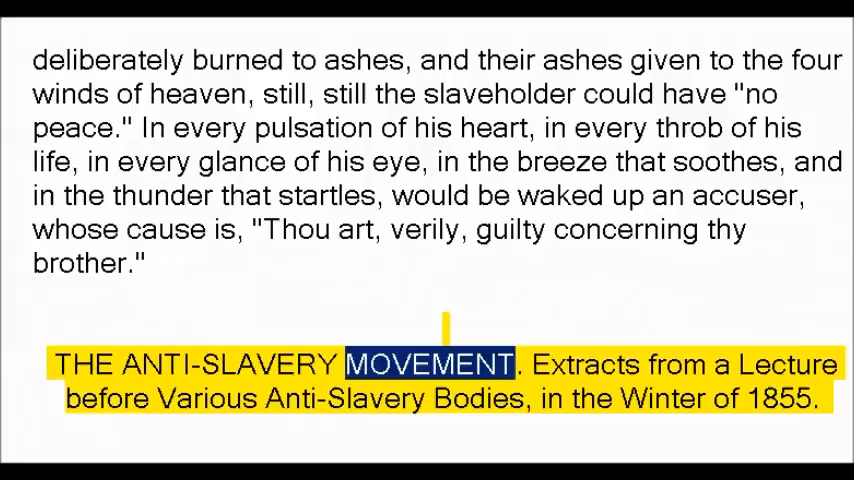 deliberately burned to ashes, and their ashes given to the four
winds of heaven, still, still the slaveholder could have "no
peace." In every pulsation of his heart, in every throb of his
life, in every glance of his eye, in the breeze that soothes, and
in the thunder that startles, would be waked up an accuser,
whose cause is, "Thou art, verily, guilty concerning thy
brother."
THE ANTI-SLAVERY MOVEMENT. Extracts from a Lecture
before Various Anti-Slavery Bodies, in the Winter of 1855.